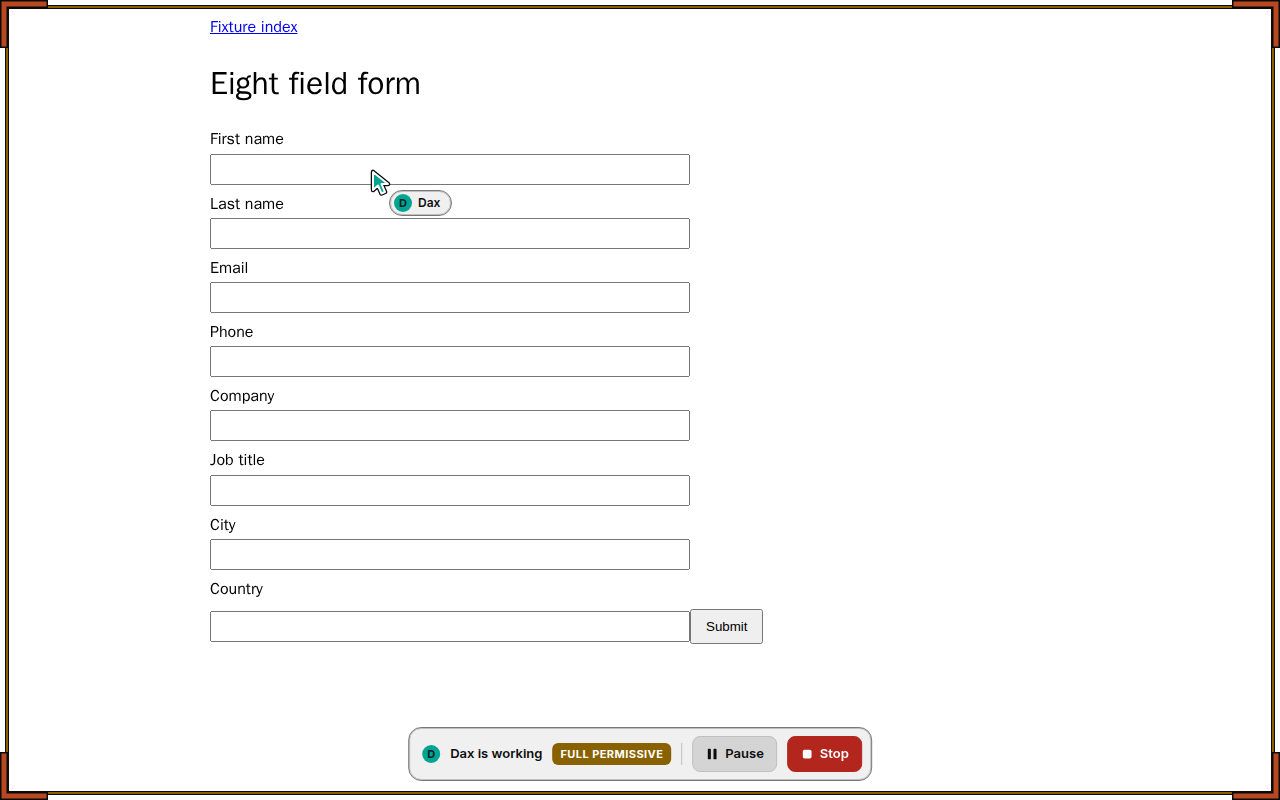 Fixture index
Eight field form
First name
D Dax
Last name
Email
Phone
Company
Job title
City
Country
Submit
D Dax is working FULL PERMISSIVE Pause Stop